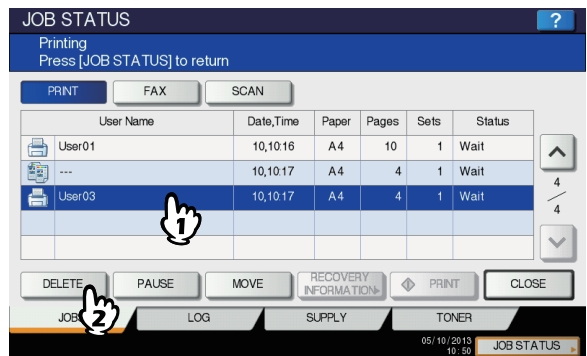 JOB STATUS
?
Printing
Press [JOB STATUS] to return
PRINT FAX SCAN
User Name Date,Time Paper Pages Sets Status
User01 10,10:16 A4 10 1 Wait
--- 10,10:17 A4 4 1 Wait
User03 10,10:17 A4 4 1 Wait
4
4
1
DELETE PAUSE MOVE RECOVERY INFORMATION PRINT CLOSE
2
JOBS LOG SUPPLY TONER
05/10/2013
10:50
JOB STATUS